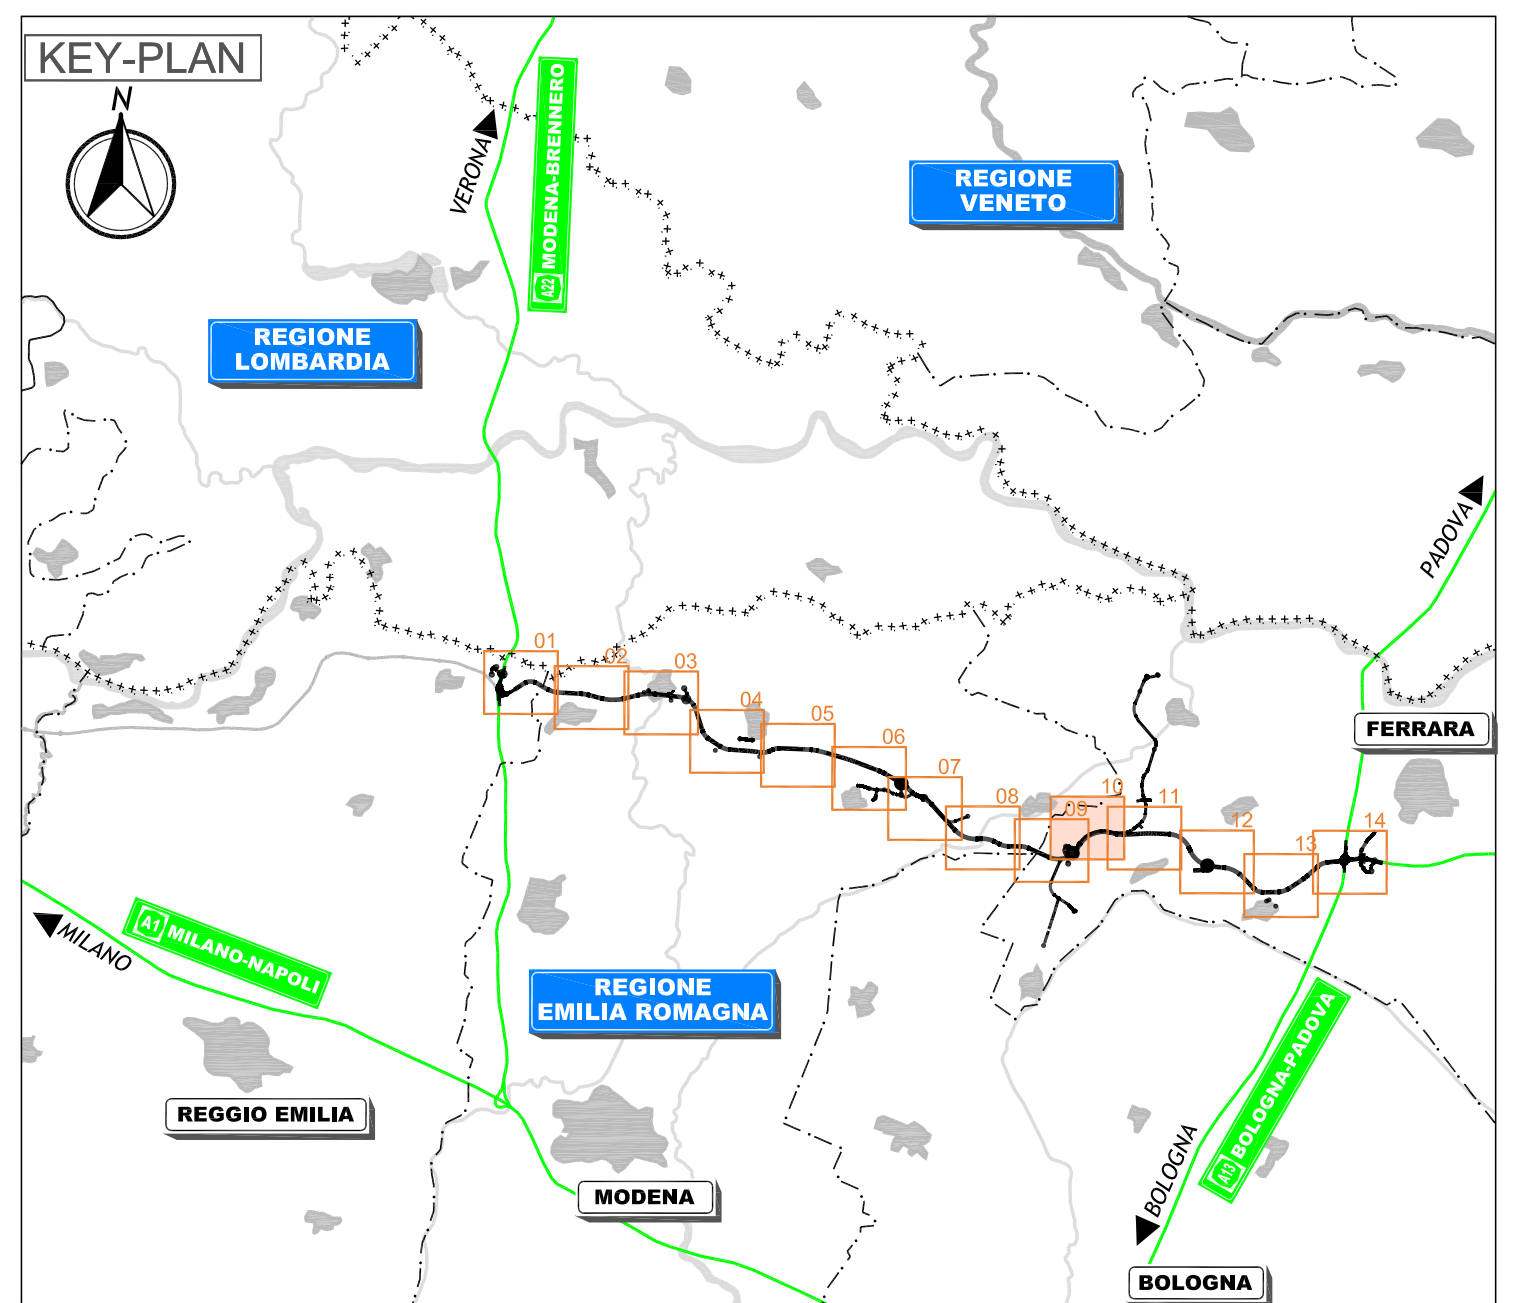 KEY-PLAN
N
VERONA
A22 MODENA-BRENNERO
REGIONE
VENETO
REGIONE
LOMBARDIA
PADOVA
01
02
03
04
05
06
07
08
09
10
11
12
13
14
FERRARA
MILANO
A1 MILANO-NAPOLI
REGIONE
EMILIA ROMAGNA
A13 BOLOGNA-PADOVA
REGGIO EMILIA
MODENA
BOLOGNA
BOLOGNA